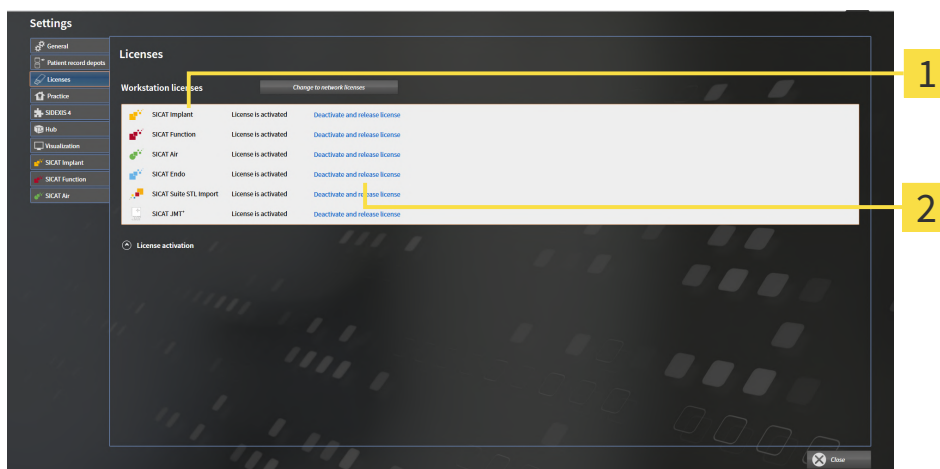 Settings
General
Patient record depots
Licenses
Practice
SIDEXIS 4
Hub
Visualization
SICAT Implant
SICAT Function
SICAT Air
Licenses
Workstation licenses Change to network licenses
SICAT Implant License is activated Deactivate and release license
SICAT Function License is activated Deactivate and release license
SICAT Air License is activated Deactivate and release license
SICAT Endo License is activated Deactivate and release license
SICAT Suite STL Import License is activated Deactivate and release license
SICAT JMT+ License is activated Deactivate and release license
License activation
Close
1
2